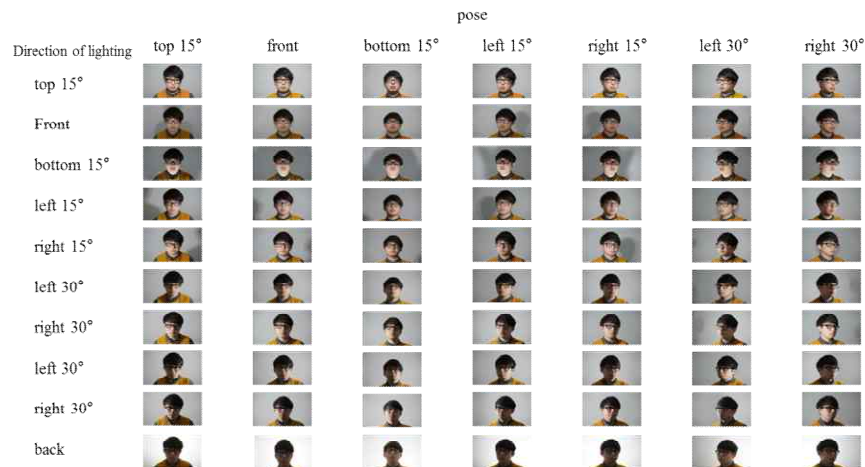 pose
Direction of lighting top 15° front bottom 15° left 15° right 15° left 30° right 30°
top 15°
Front
bottom 15°
left 15°
right 15°
left 30°
right 30°
left 30°
right 30°
back